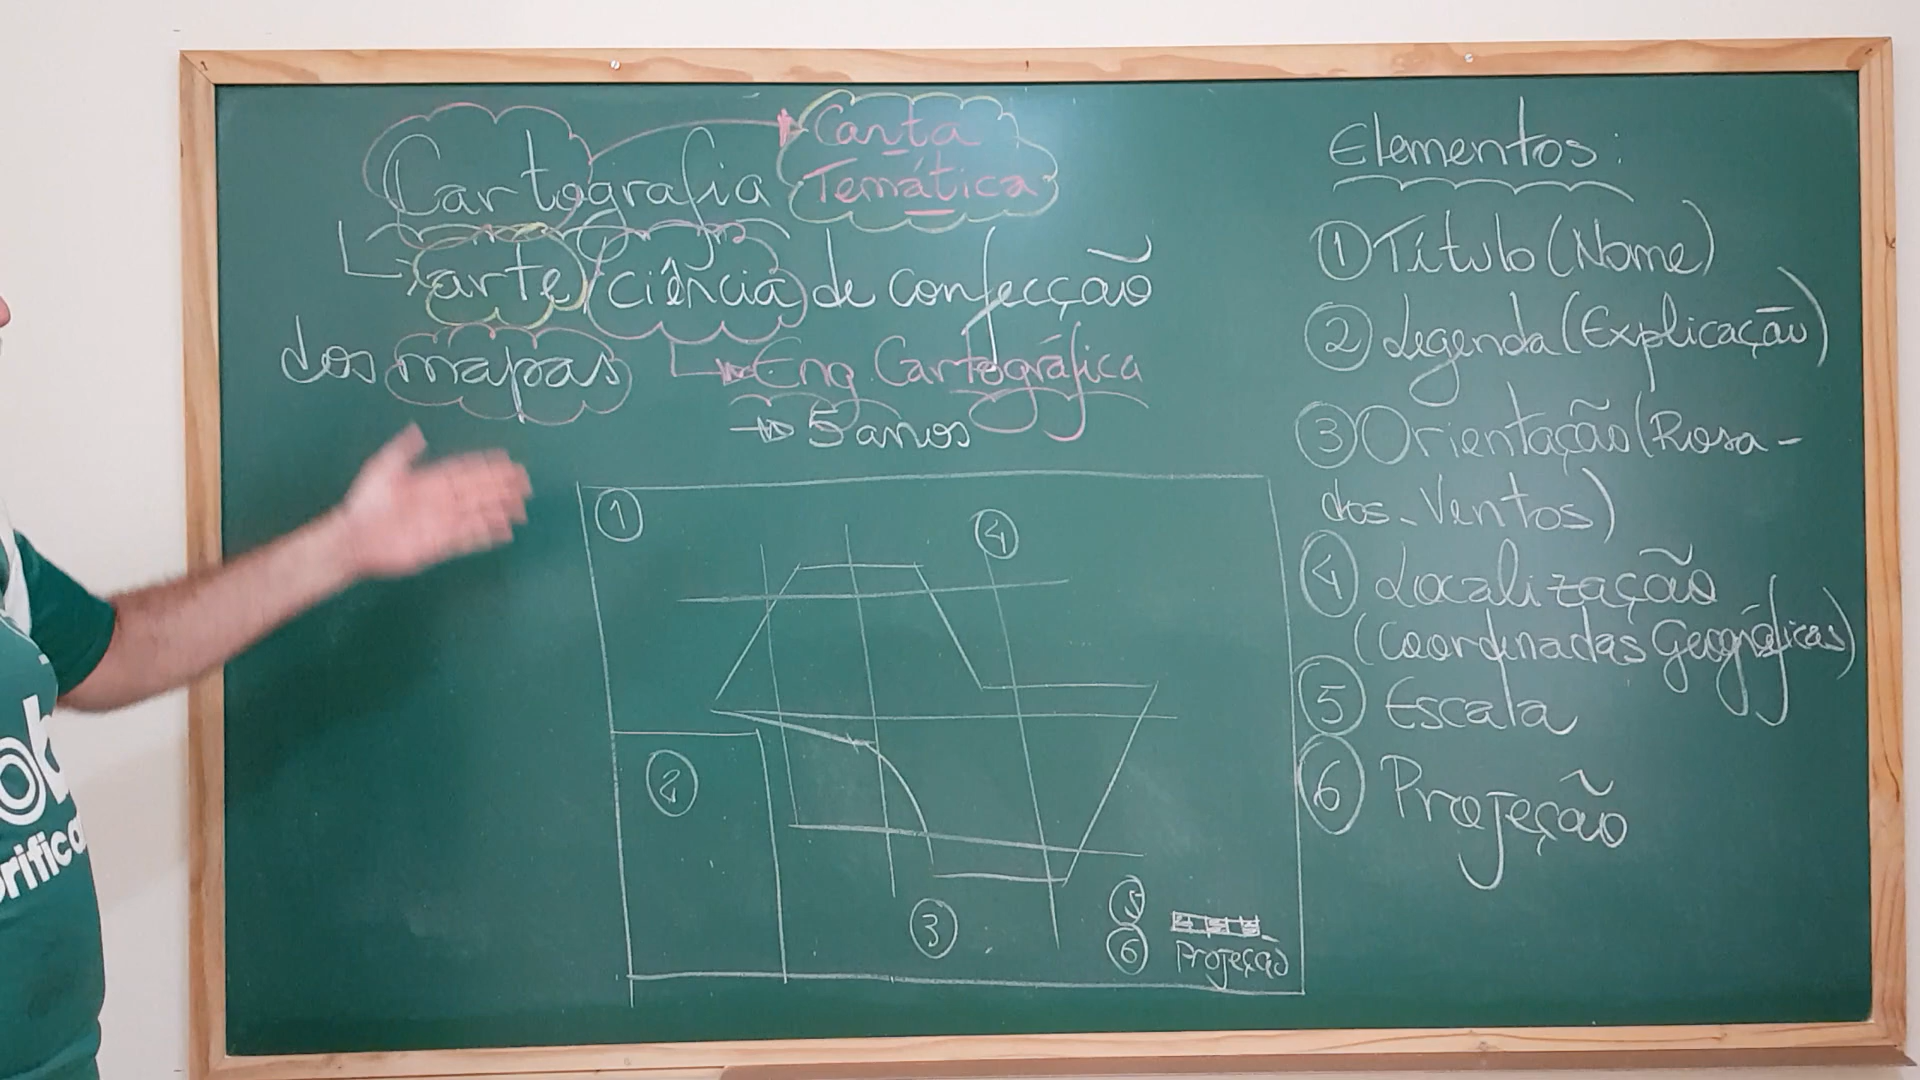 Cartografia
Carta
Temática
arte/ciência de confecção
dos mapas
Eng. Cartográfica
5 anos
1
4
2
3
5
6
Projeção
Elementos:
1 Título (Nome)
2 Legenda (Explicação)
3 Orientação (Rosa-
dos-Ventos)
4 Localização
(Coordenadas Geográficas)
5 Escala
6 Projeção